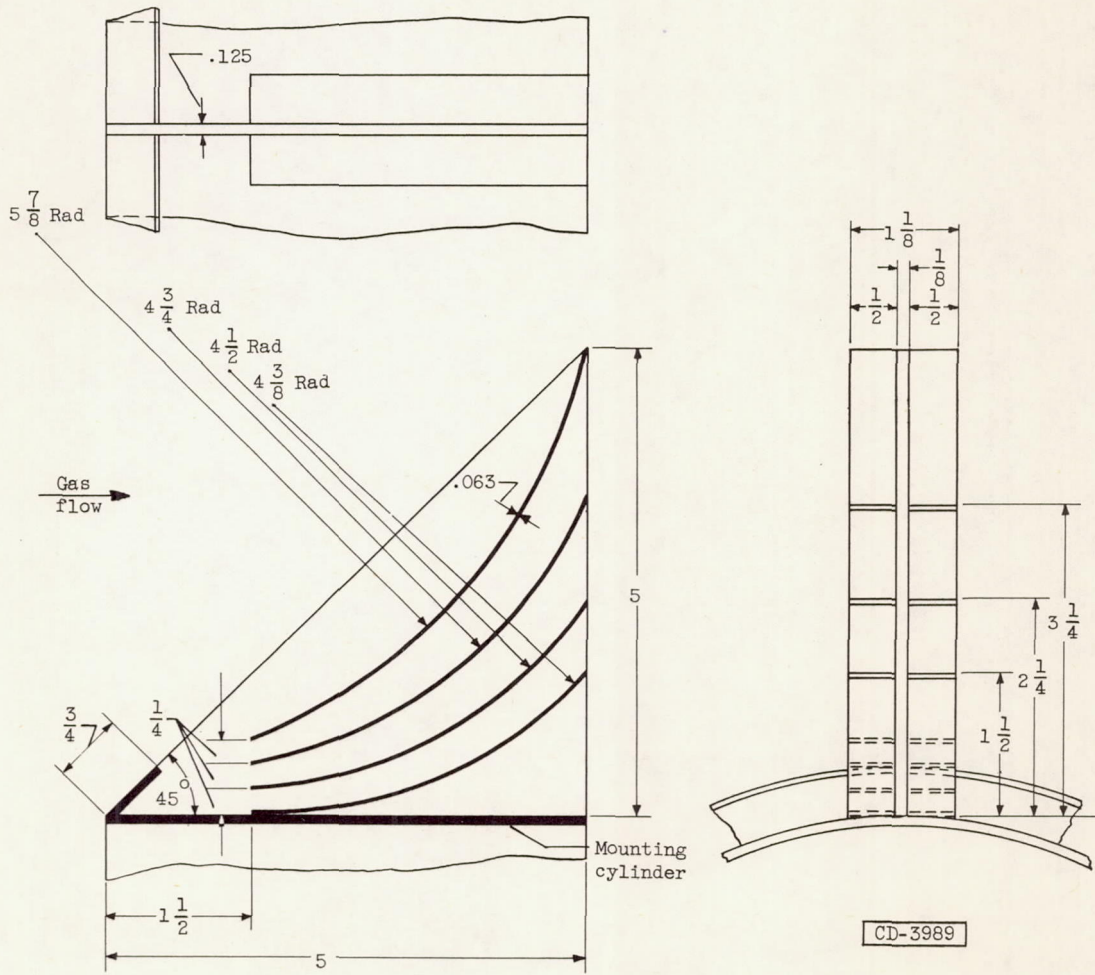 .125
5 7/8 Rad
4 3/4 Rad
4 1/2 Rad
4 3/8 Rad
Gas
flow
.063
5
3/4
1/4
45°
Mounting
cylinder
1 1/2
5
1 1/8
1/8
1/2
1/2
3 1/4
2 1/4
1 1/2
CD-3989